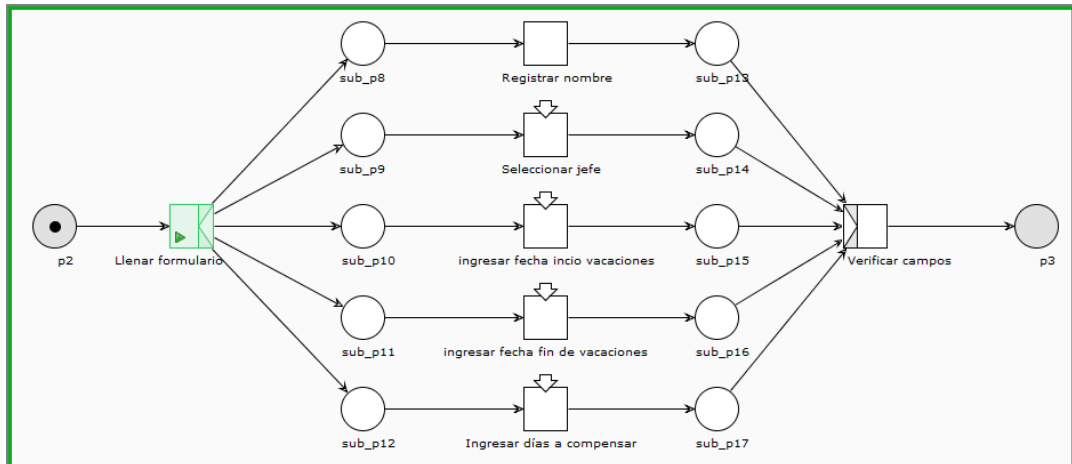 sub_p8 Registrar nombre sub_p13
sub_p9 Seleccionar jefe sub_p14
p2 Llenar formulario sub_p10 ingresar fecha incio vacaciones sub_p15 Verificar campos p3
sub_p11 ingresar fecha fin de vacaciones sub_p16
sub_p12 Ingresar días a compensar sub_p17